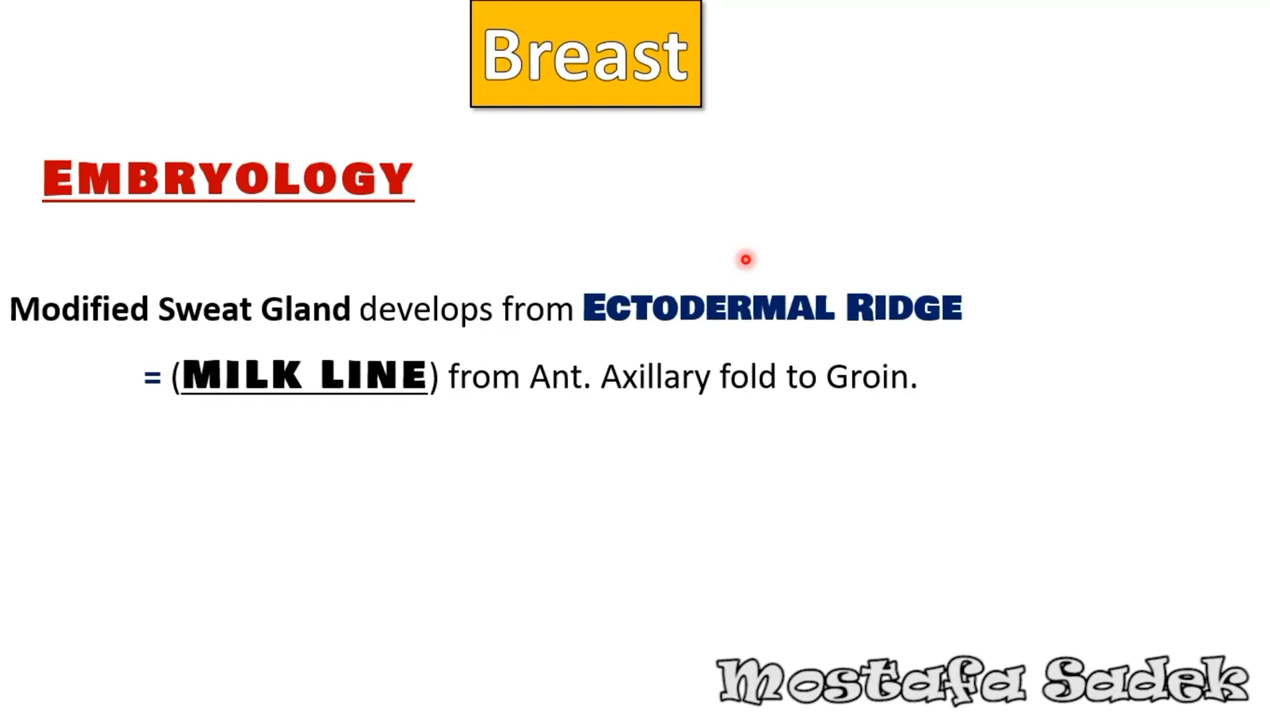 Breast
EMBRYOLOGY
Modified Sweat Gland develops from ECTODERMAL RIDGE
= (MILK LINE) from Ant. Axillary fold to Groin.
Mostafa Sadek